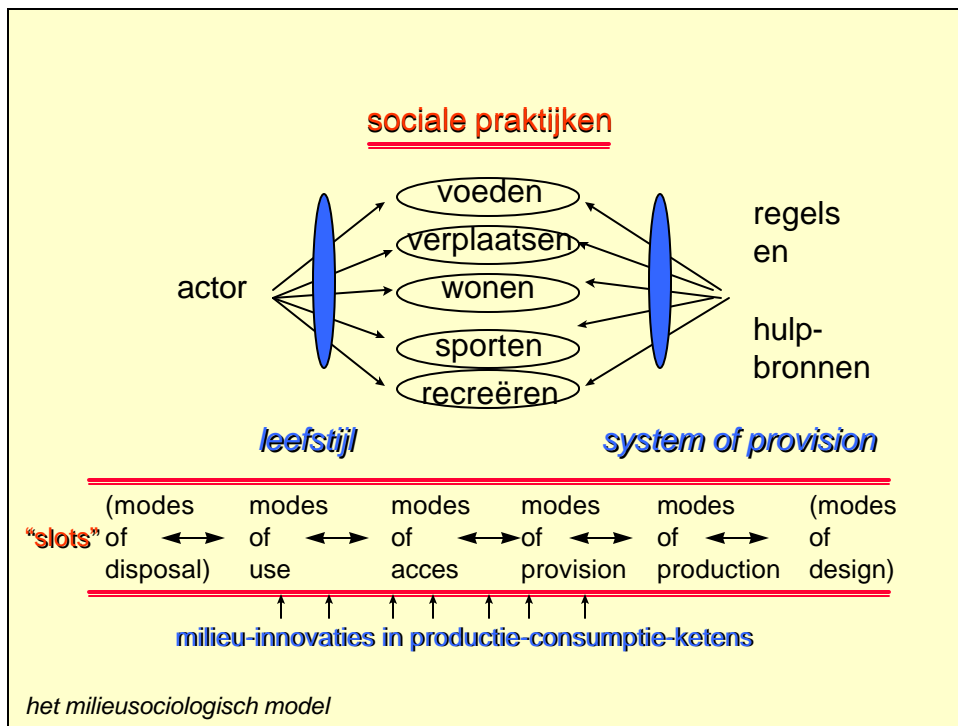 sociale praktijken
voeden
verplaatsen
wonen
sporten
recreëren
actor
regels
en
hulp-
bronnen
leefstijl
system of provision
"slots"
(modes
of
disposal)
modes
of
use
modes
of
acces
modes
of
provision
modes
of
production
(modes
of
design)
milieu-innovaties in productie-consumptie-ketens
het milieusociologisch model